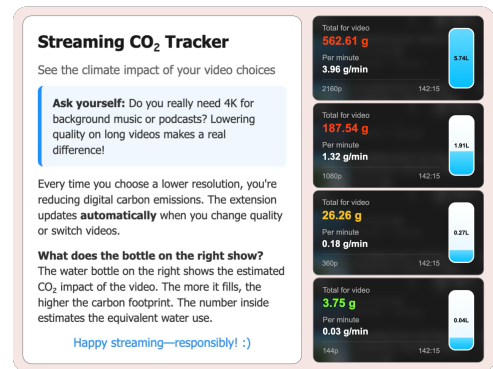 Streaming CO₂ Tracker
See the climate impact of your video choices
Ask yourself: Do you really need 4K for
background music or podcasts? Lowering
quality on long videos makes a real
difference!
Every time you choose a lower resolution, you're
reducing digital carbon emissions. The extension
updates automatically when you change quality
or switch videos.
What does the bottle on the right show?
The water bottle on the right shows the estimated
CO₂ impact of the video. The more it fills, the
higher the carbon footprint. The number inside
estimates the equivalent water use.
Happy streaming—responsibly! :)
Total for video
562.61 g
Per minute
3.96 g/min
2160p 142:15
5.74L
Total for video
187.54 g
Per minute
1.32 g/min
1080p 142:15
1.91L
Total for video
26.26 g
Per minute
0.18 g/min
360p 142:15
0.27L
Total for video
3.75 g
Per minute
0.03 g/min
144p 142:15
0.04L